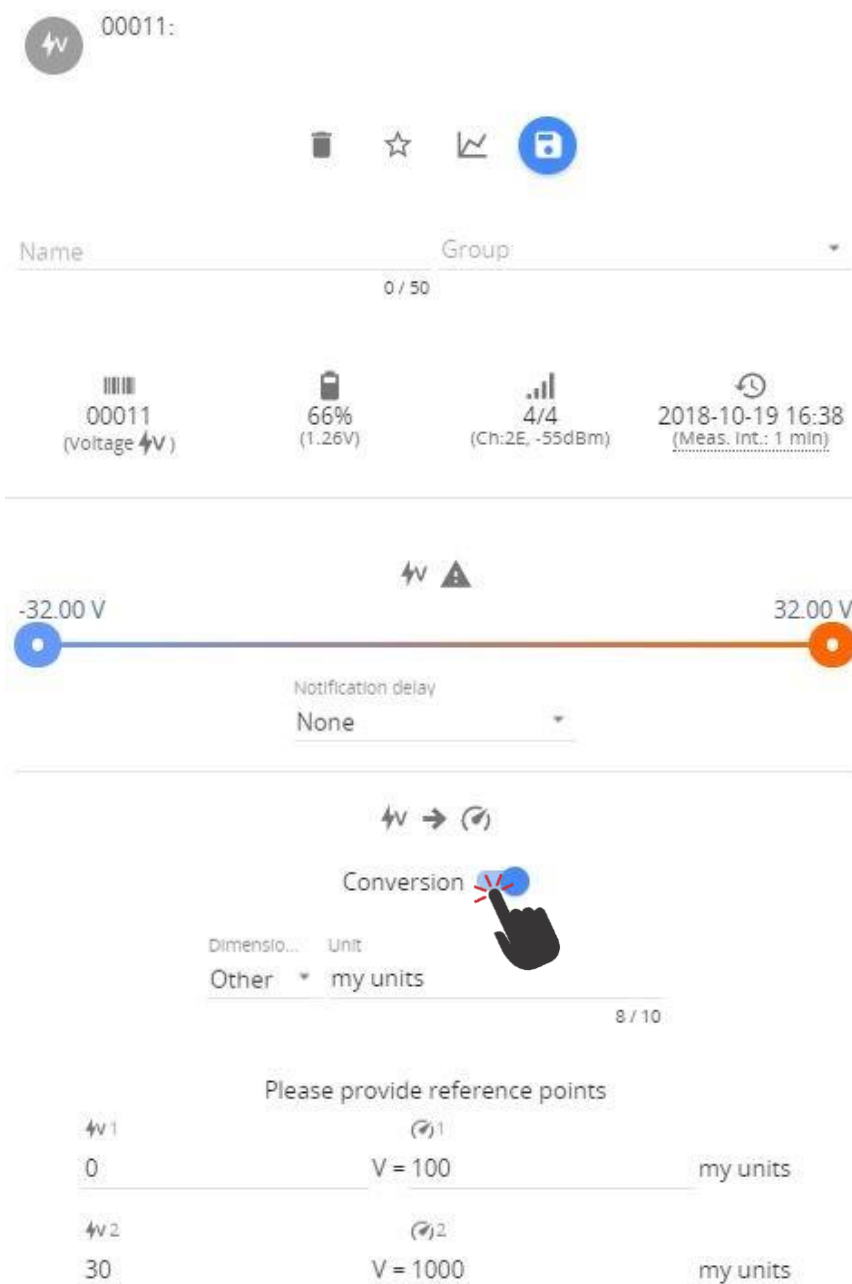 00011:
Name
Group
0 / 50
00011
66%
4/4
2018-10-19 16:38
(Voltage V)
(1.26V)
(Ch:2E, -55dBm)
(Meas. Int.: 1 min)
V
-32.00 V
32.00 V
Notification delay
None
V
Conversion
Dimensio... Unit
Other my units
8 / 10
Please provide reference points
V 1 1
0 V = 100 my units
V 2 2
30 V = 1000 my units